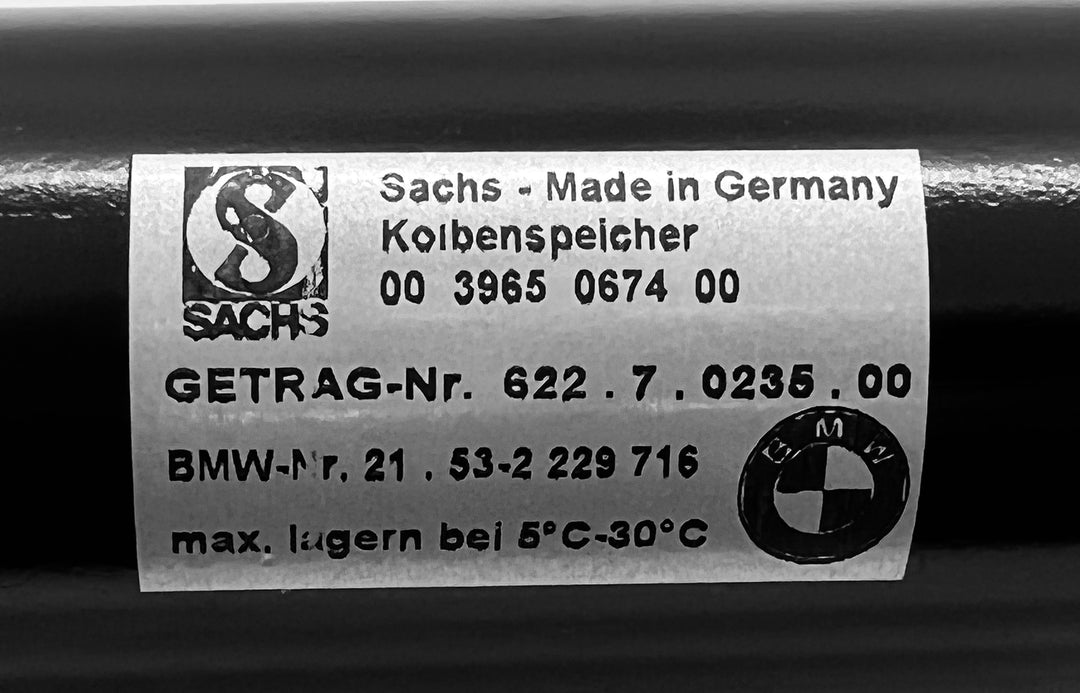 SACHS
Sachs - Made in Germany
Kolbenspeicher
00 3965 0674 00
GETRAG-Nr. 622 . 7 . 0235 . 00
BMW-Nr. 21 . 53-2 229 716
BMW
max. lagern bei 5°C-30°C